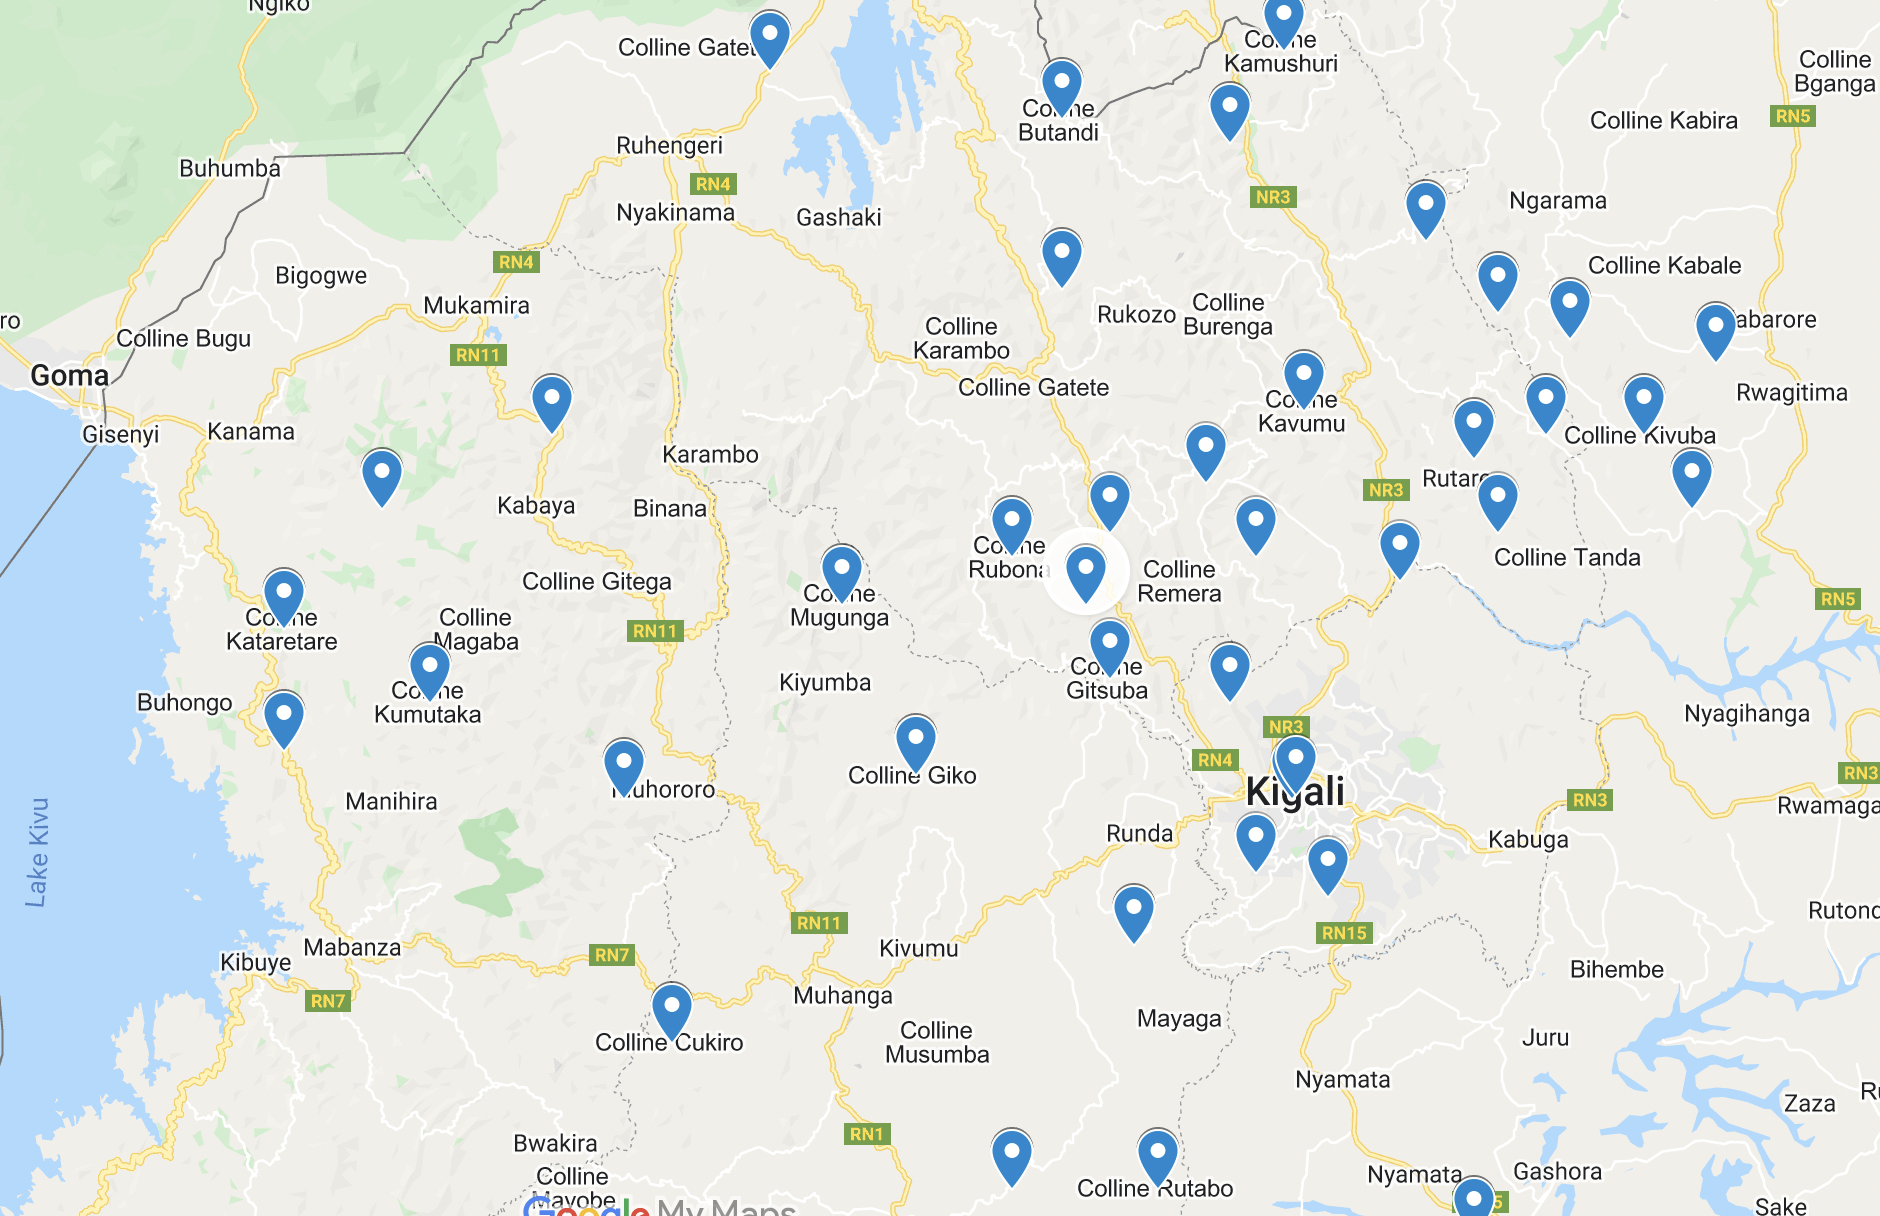 Ngiko
Colline
Kamushuri
Colline
Bganga
RN5
Colline Kabira
Colline
Butandi
Ruhengeri
Buhumba
RN4
NR3
Ngarama
Nyakinama
Gashaki
RN4
Bigogwe
Colline Kabale
Mukamira
Rukozo
Colline
Burenga
ro
abarore
Colline Bugu
Colline
Karambo
RN11
Goma
Colline Gatete
Rwagitima
Colline
Kavumu
Gisenyi
Kanama
Colline Kivuba
Karambo
Rutare
NR3
Kabaya
Binana
Colline
Rubona
Colline Tanda
Colline
Remera
Colline Gitega
RN5
Colline
Mugunga
Colline
Kataretare
Colline
Magaba
RN11
Colline
Gitsuba
Kiyumba
Buhongo
Colline
Kumutaka
Nyagihanga
NR3
RN4
RN3
Colline Giko
Kigali
Muhororo
Manihira
RN3
Rwamaga
Runda
Kabuga
Lake Kivu
Rutond
RN11
RN15
Mabanza
Kivumu
RN7
Kibuye
Bihembe
Muhanga
RN7
Mayaga
Colline
Musumba
Juru
Colline Cukiro
Nyamata
Zaza
Ru
RN1
Bwakira
Nyamata
Gashora
Colline
Mayobe
Colline Rutabo
5
Sake
Google My Maps